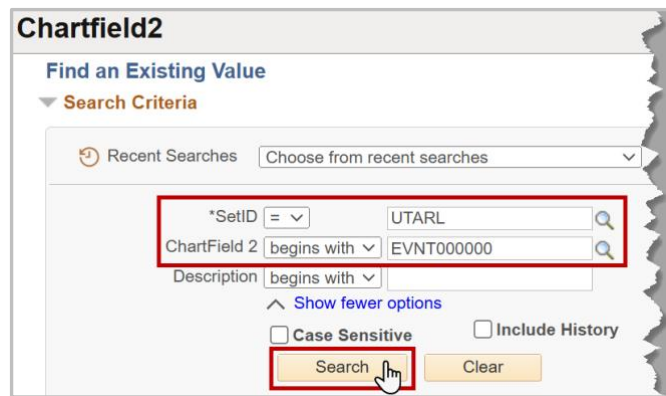 Chartfield2
Find an Existing Value
Search Criteria
Recent Searches Choose from recent searches
*SetID = UTARL
ChartField 2 begins with EVNT000000
Description begins with
Show fewer options
Case Sensitive Include History
Search Clear